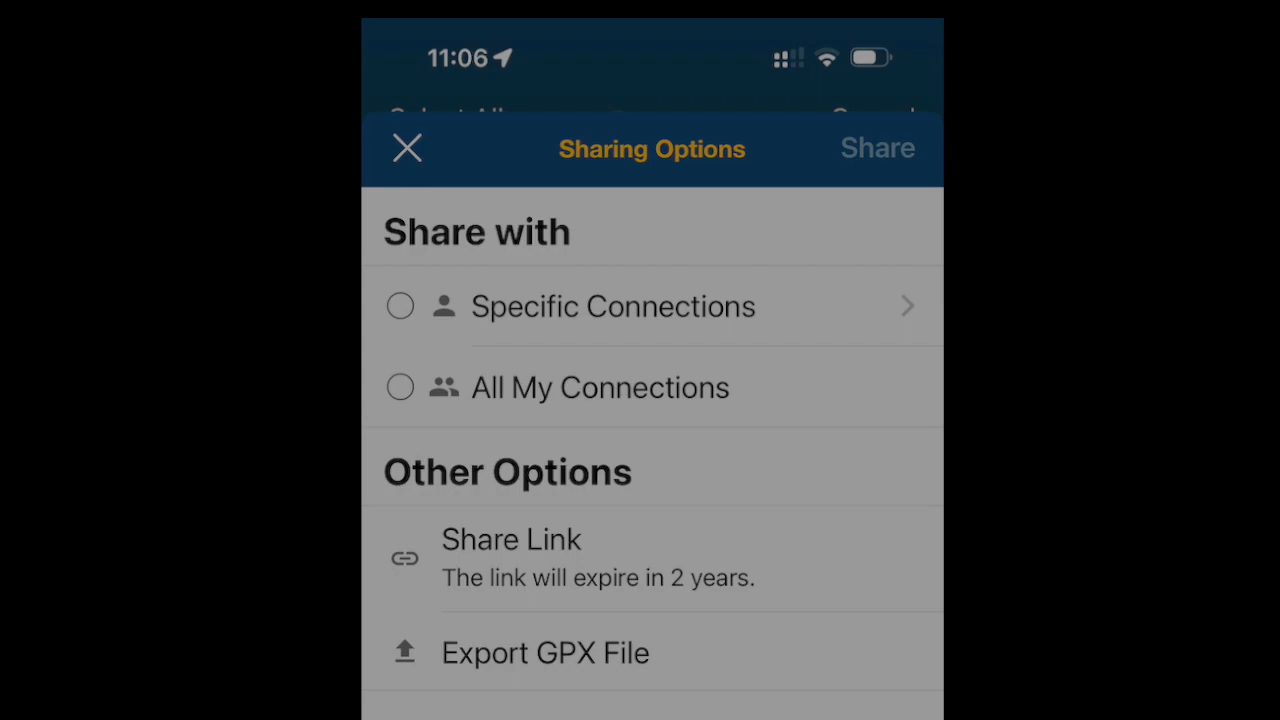 11:06
Sharing Options
Share
Share with
Specific Connections
All My Connections
Other Options
Share Link
The link will expire in 2 years.
Export GPX File